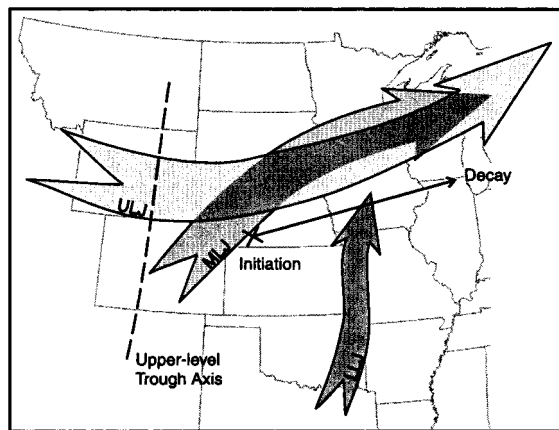 ULJ
Decay
MLJ
Initiation
Upper-level
Trough Axis
LLJ